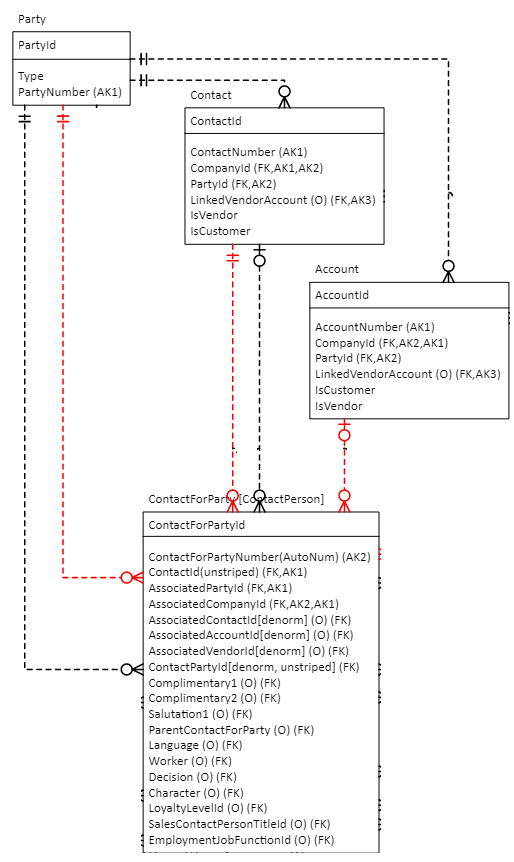 Party
PartyId
Type
PartyNumber (AK1)
Contact
ContactId
ContactNumber (AK1)
CompanyId (FK,AK1,AK2)
PartyId (FK,AK2)
LinkedVendorAccount (O) (FK,AK3)
IsVendor
IsCustomer
Account
AccountId
AccountNumber (AK1)
CompanyId (FK,AK2,AK1)
PartyId (FK,AK2)
LinkedVendorAccount (O) (FK,AK3)
IsCustomer
IsVendor
ContactForParty [ContactPerson]
ContactForPartyId
ContactForPartyNumber(AutoNum) (AK2)
ContactId(unstriped) (FK,AK1)
AssociatedPartyId (FK,AK1)
AssociatedCompanyId (FK,AK2,AK1)
AssociatedContactId[denorm] (O) (FK)
AssociatedAccountId[denorm] (O) (FK)
AssociatedVendorId[denorm] (O) (FK)
ContactPartyId[denorm, unstriped] (FK)
Complimentary1 (O) (FK)
Complimentary2 (O) (FK)
Salutation1 (O) (FK)
ParentContactForParty (O) (FK)
Language (O) (FK)
Worker (O) (FK)
Decision (O) (FK)
Character (O) (FK)
LoyaltyLevelId (O) (FK)
SalesContactPersonTitleId (O) (FK)
EmploymentJobFunctionId (O) (FK)